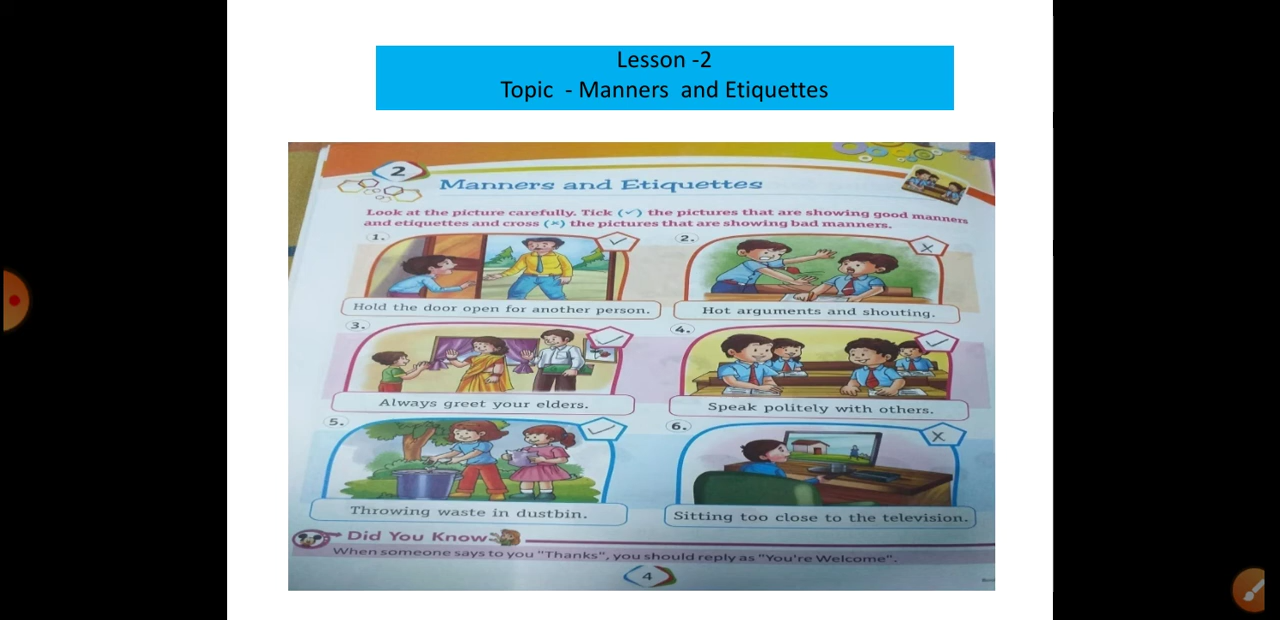 Lesson -2
Topic - Manners and Etiquettes
2
Manners and Etiquettes
Look at the picture carefully. Tick (✓) the pictures that are showing good manners
and etiquettes and cross (×) the pictures that are showing bad manners.
1.
Hold the door open for another person.
2.
Hot arguments and shouting.
3.
Always greet your elders.
4.
Speak politely with others.
5.
Throwing waste in dustbin.
6.
Sitting too close to the television.
Did You Know
When someone says to you "Thanks", you should reply as "You're Welcome".
4